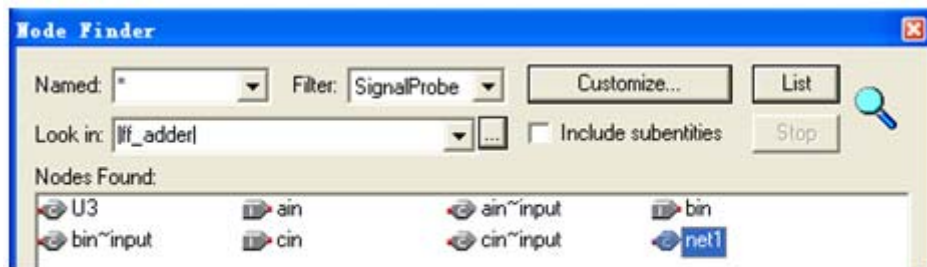 Node Finder
Named: * Filter: SignalProbe Customize... List
Look in: |ff_adder| ... Include subentities Stop
Nodes Found:
U3 ain ain~input bin
bin~input cin cin~input net1